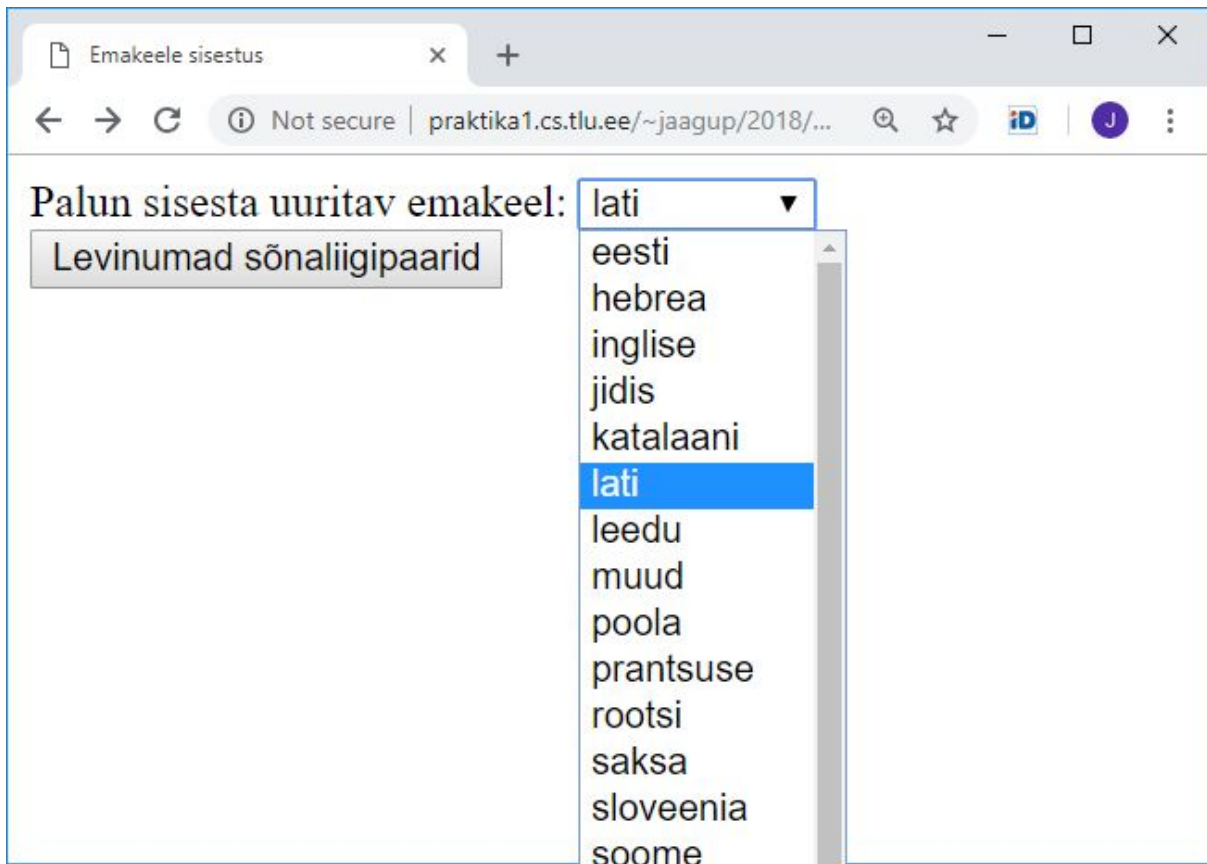 Emakeele sisestus
Not secure | praktika1.cs.tlu.ee/~jaagup/2018/... iD J
Palun sisesta uuritav emakeel: lati
Levinumad sõnaliigipaarid
eesti
hebrea
inglise
jidis
katalaani
lati
leedu
muud
poola
prantsuse
rootsi
saksa
sloveenia
soome